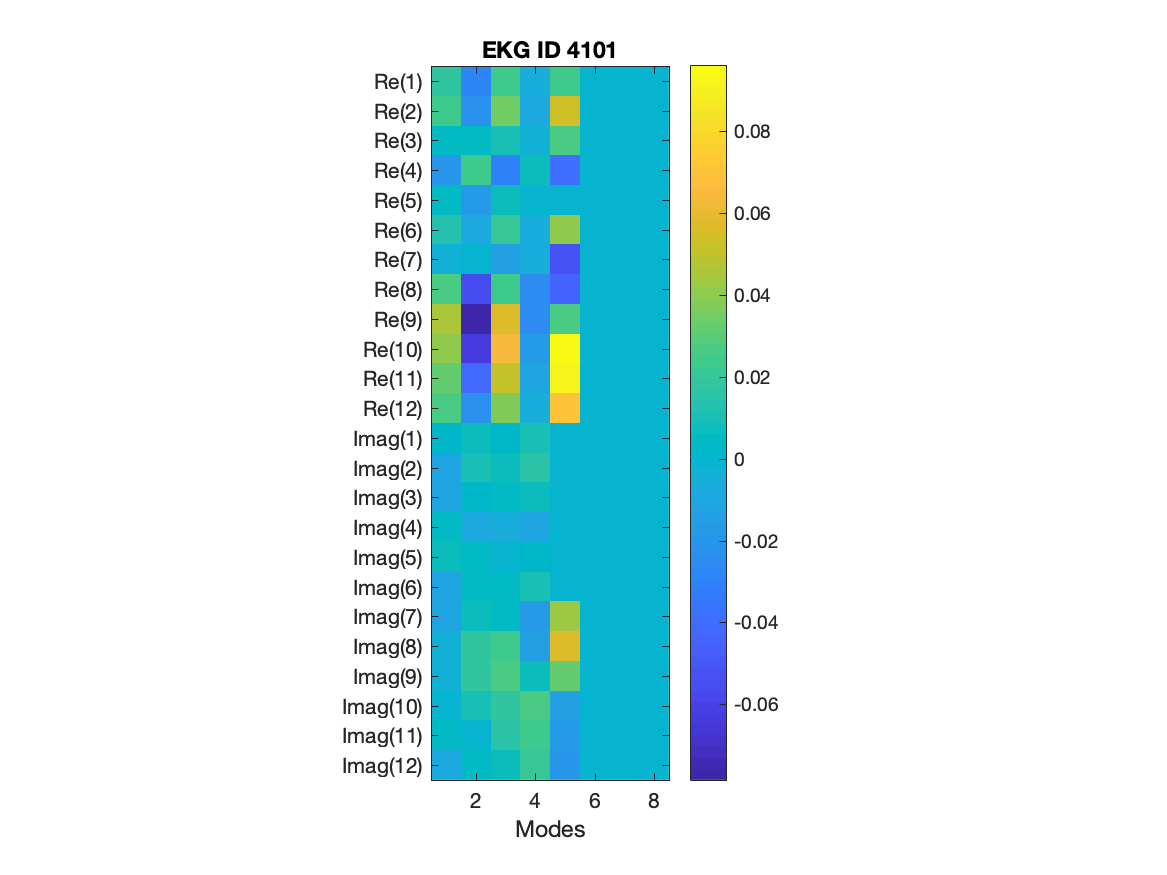 EKG ID 4101
Re(1)
Re(2)
Re(3)
Re(4)
Re(5)
Re(6)
Re(7)
Re(8)
Re(9)
Re(10)
Re(11)
Re(12)
Imag(1)
Imag(2)
Imag(3)
Imag(4)
Imag(5)
Imag(6)
Imag(7)
Imag(8)
Imag(9)
Imag(10)
Imag(11)
Imag(12)
2 4 6 8
Modes
0.08
0.06
0.04
0.02
0
-0.02
-0.04
-0.06